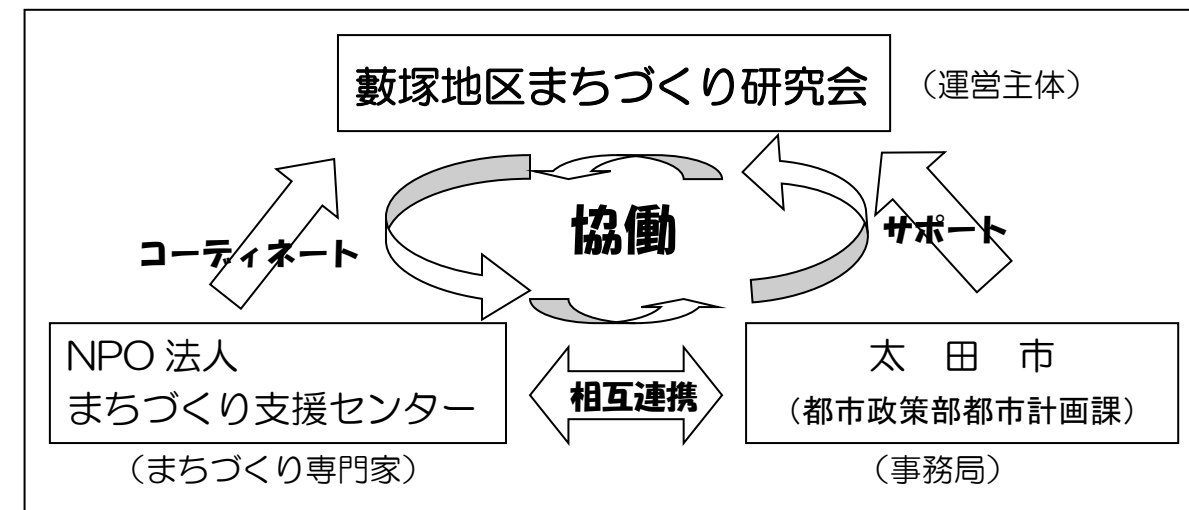 藪塚地区まちづくり研究会
（運営主体）
協働
コーディネート
サポート
NPO法人
まちづくり支援センター
（まちづくり専門家）
相互連携
太　田　市
（都市政策部都市計画課）
（事務局）